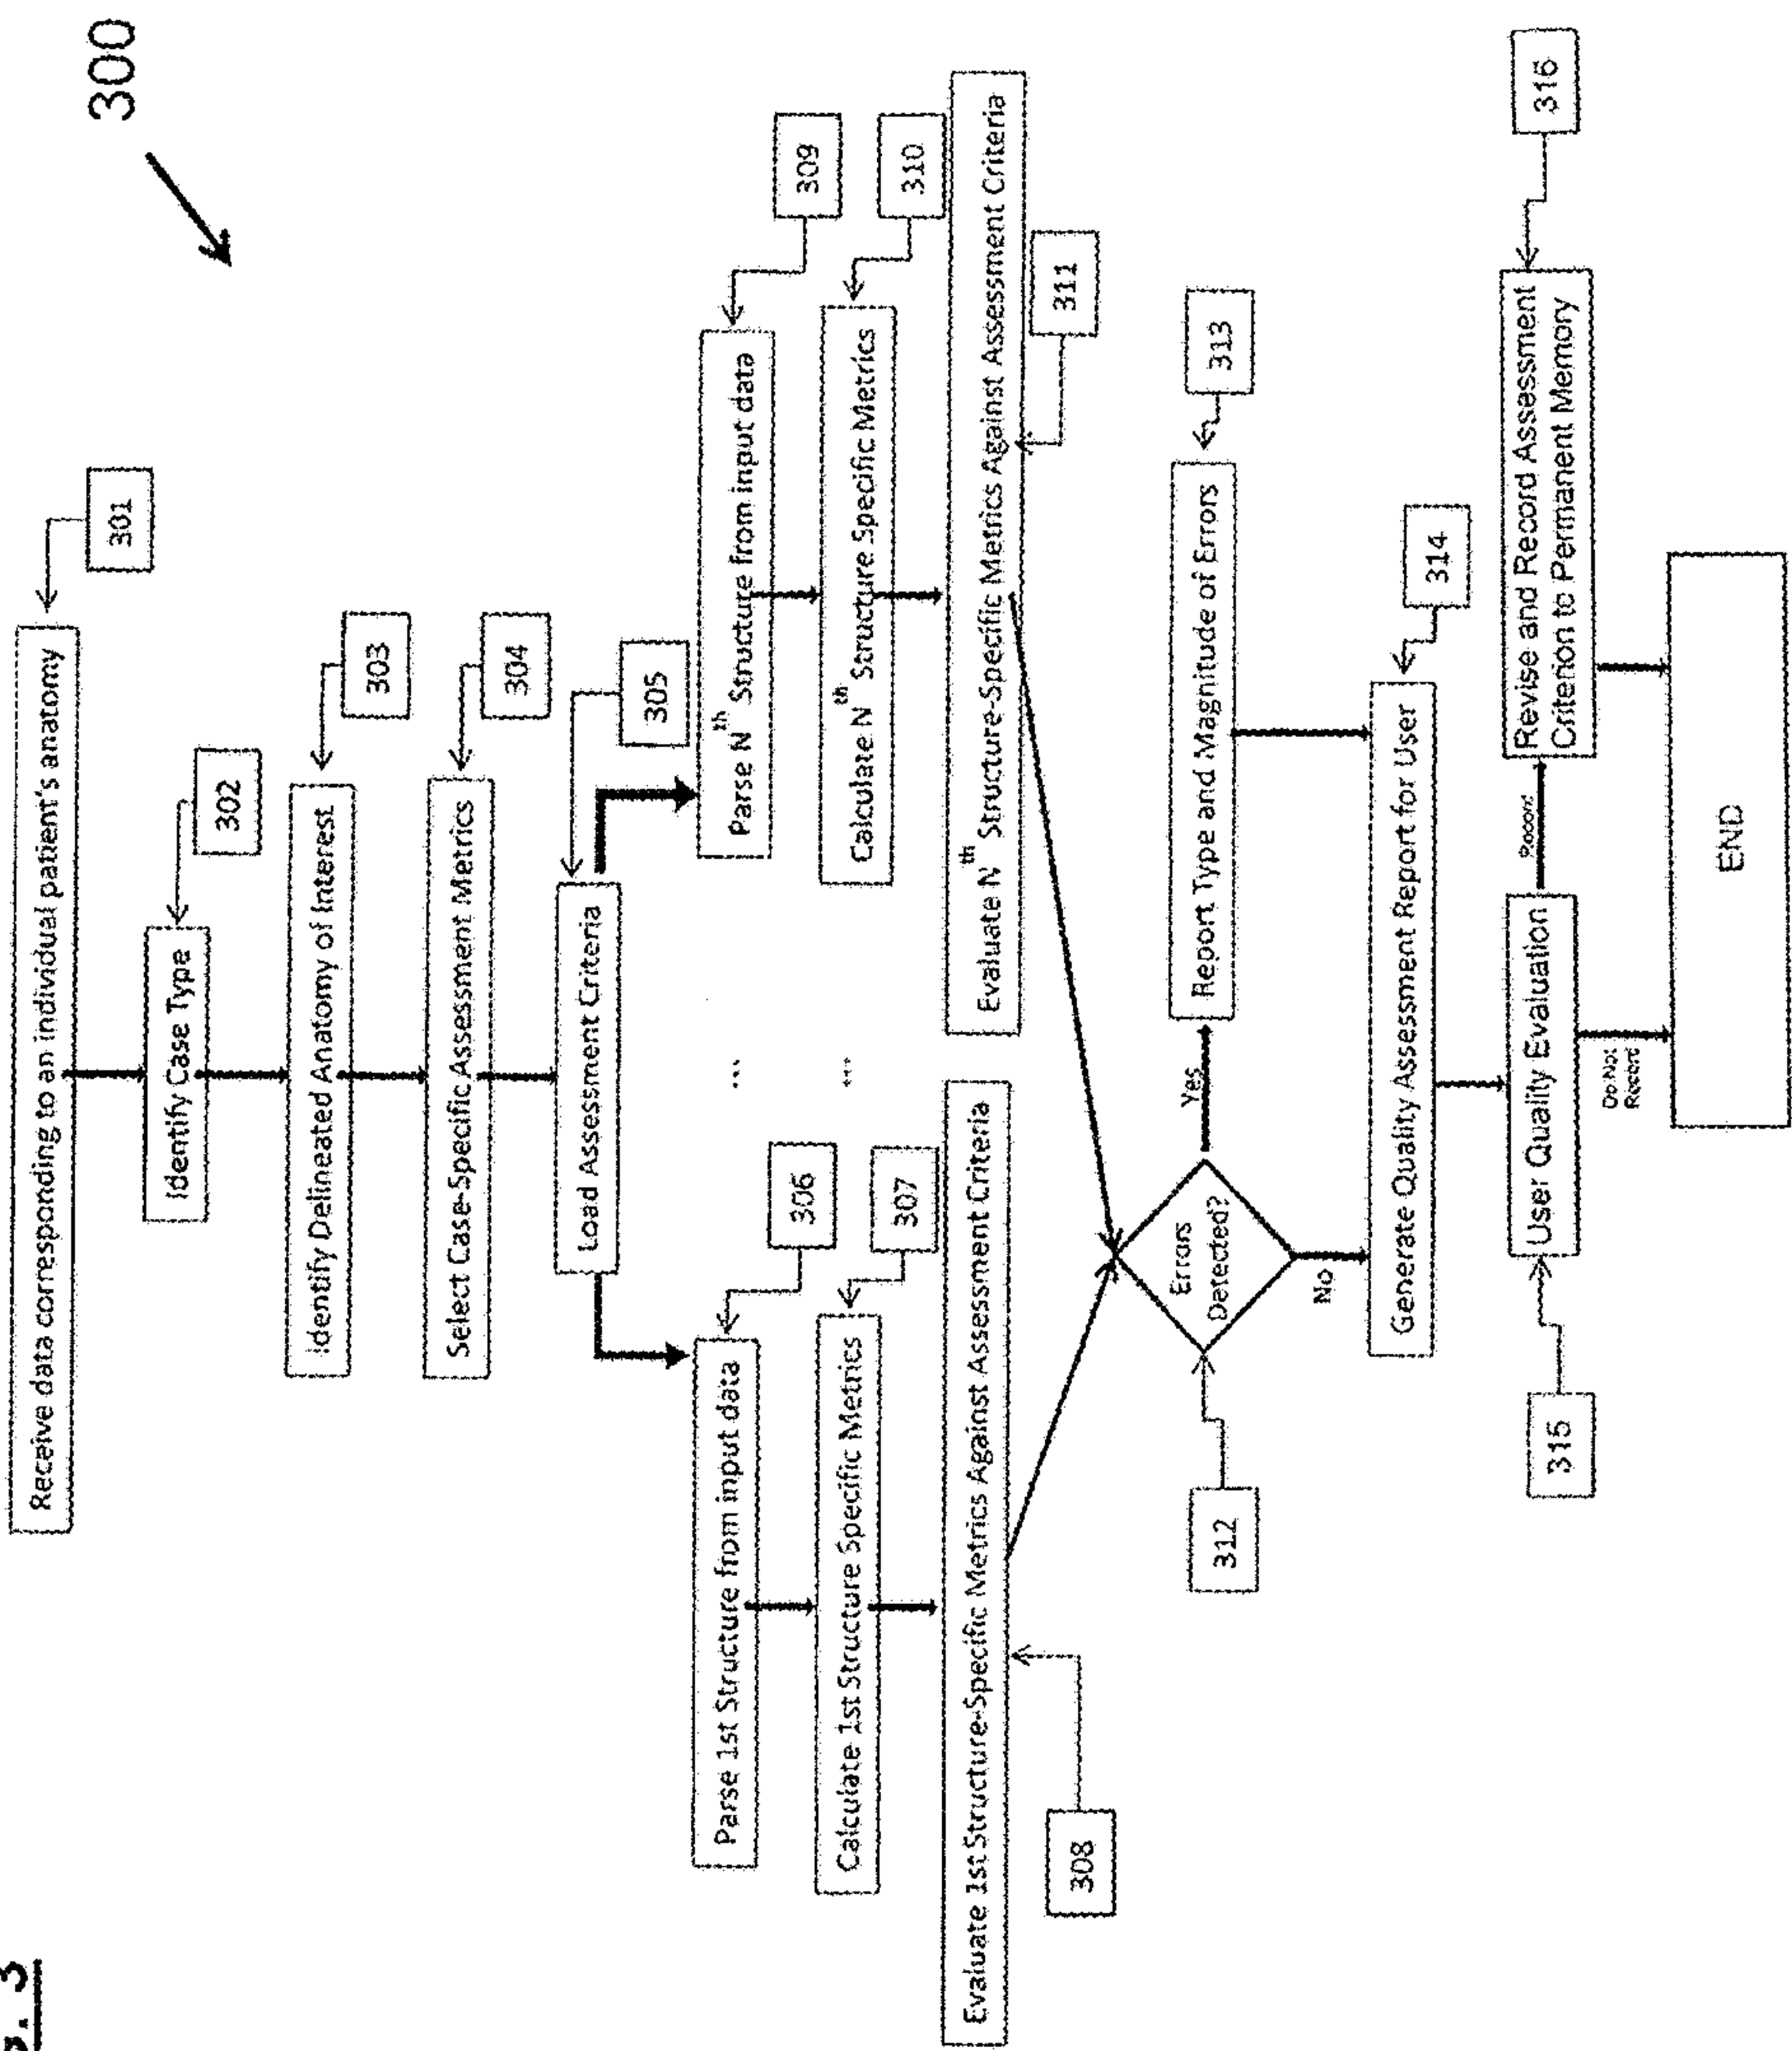 300
Receive data corresponding to an individual patient's anatomy
301
Identify Case Type
302
Identify Delineated Anatomy of Interest
303
Select Case-Specific Assessment Metrics
304
Load Assessment Criteria
305
Parse 1st Structure from input data
306
...
Parse Nth Structure from input data
309
Calculate 1st Structure Specific Metrics
307
...
Calculate Nth Structure Specific Metrics
310
Evaluate 1st Structure-Specific Metrics Against Assessment Criteria
308
Evaluate Nth Structure-Specific Metrics Against Assessment Criteria
311
312
Errors
Detected?
Yes
No
Report Type and Magnitude of Errors
313
Generate Quality Assessment Report for User
314
315
User Quality Evaluation
Record
Do Not
Record
Revise and Record Assessment
Criterion to Permanent Memory
316
END
3